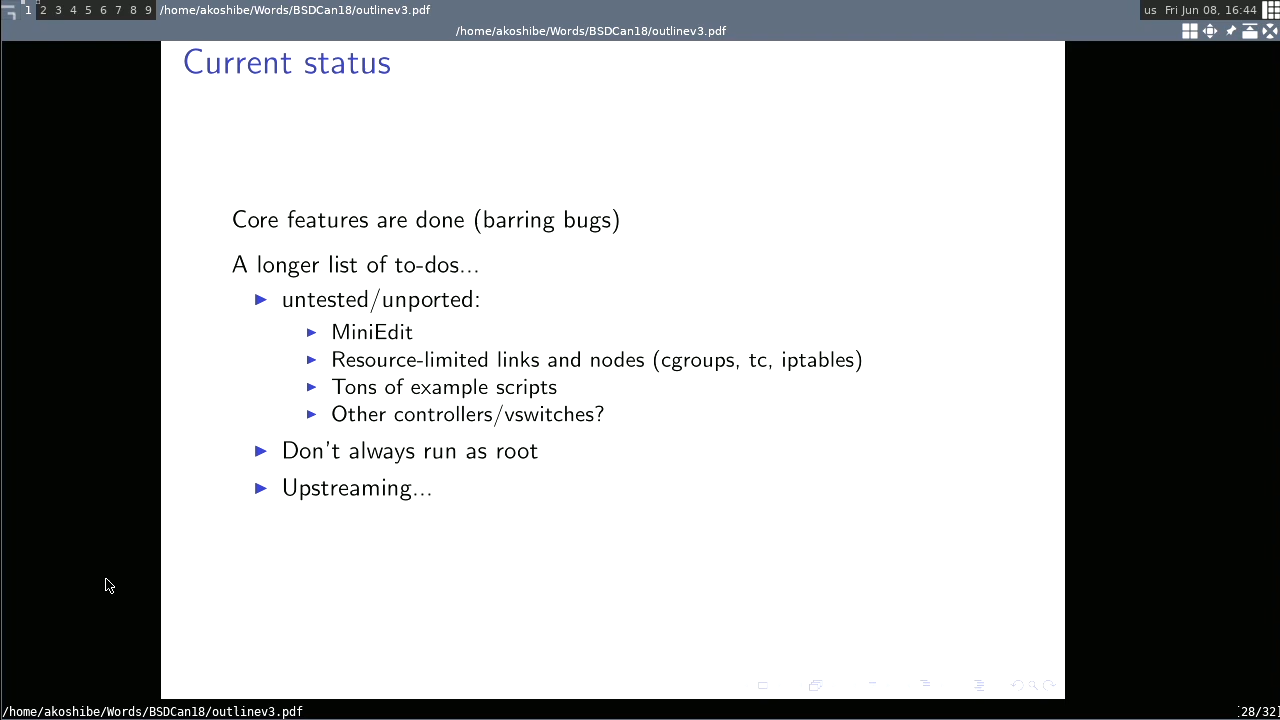 1 2 3 4 5 6 7 8 9 /home/akoshibe/Words/BSDCan18/outlinev3.pdf us Fri Jun 08, 16:44
/home/akoshibe/Words/BSDCan18/outlinev3.pdf
Current status
Core features are done (barring bugs)
A longer list of to-dos...
untested/unported:
MiniEdit
Resource-limited links and nodes (cgroups, tc, iptables)
Tons of example scripts
Other controllers/vswitches?
Don't always run as root
Upstreaming...
/home/akoshibe/Words/BSDCan18/outlinev3.pdf [28/32]